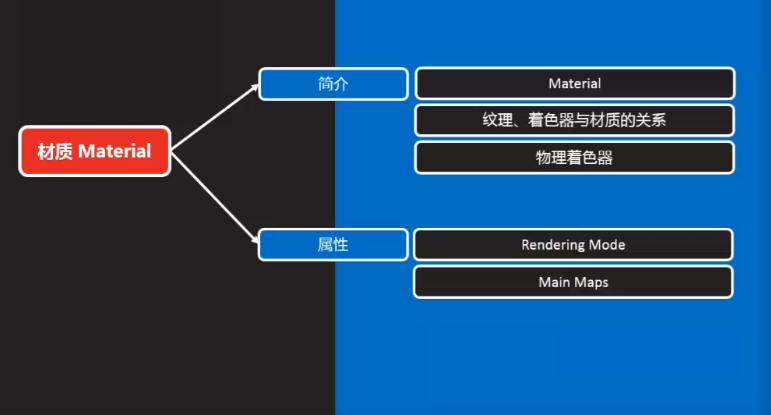 材质 Material
简介
Material
纹理、着色器与材质的关系
物理着色器
属性
Rendering Mode
Main Maps